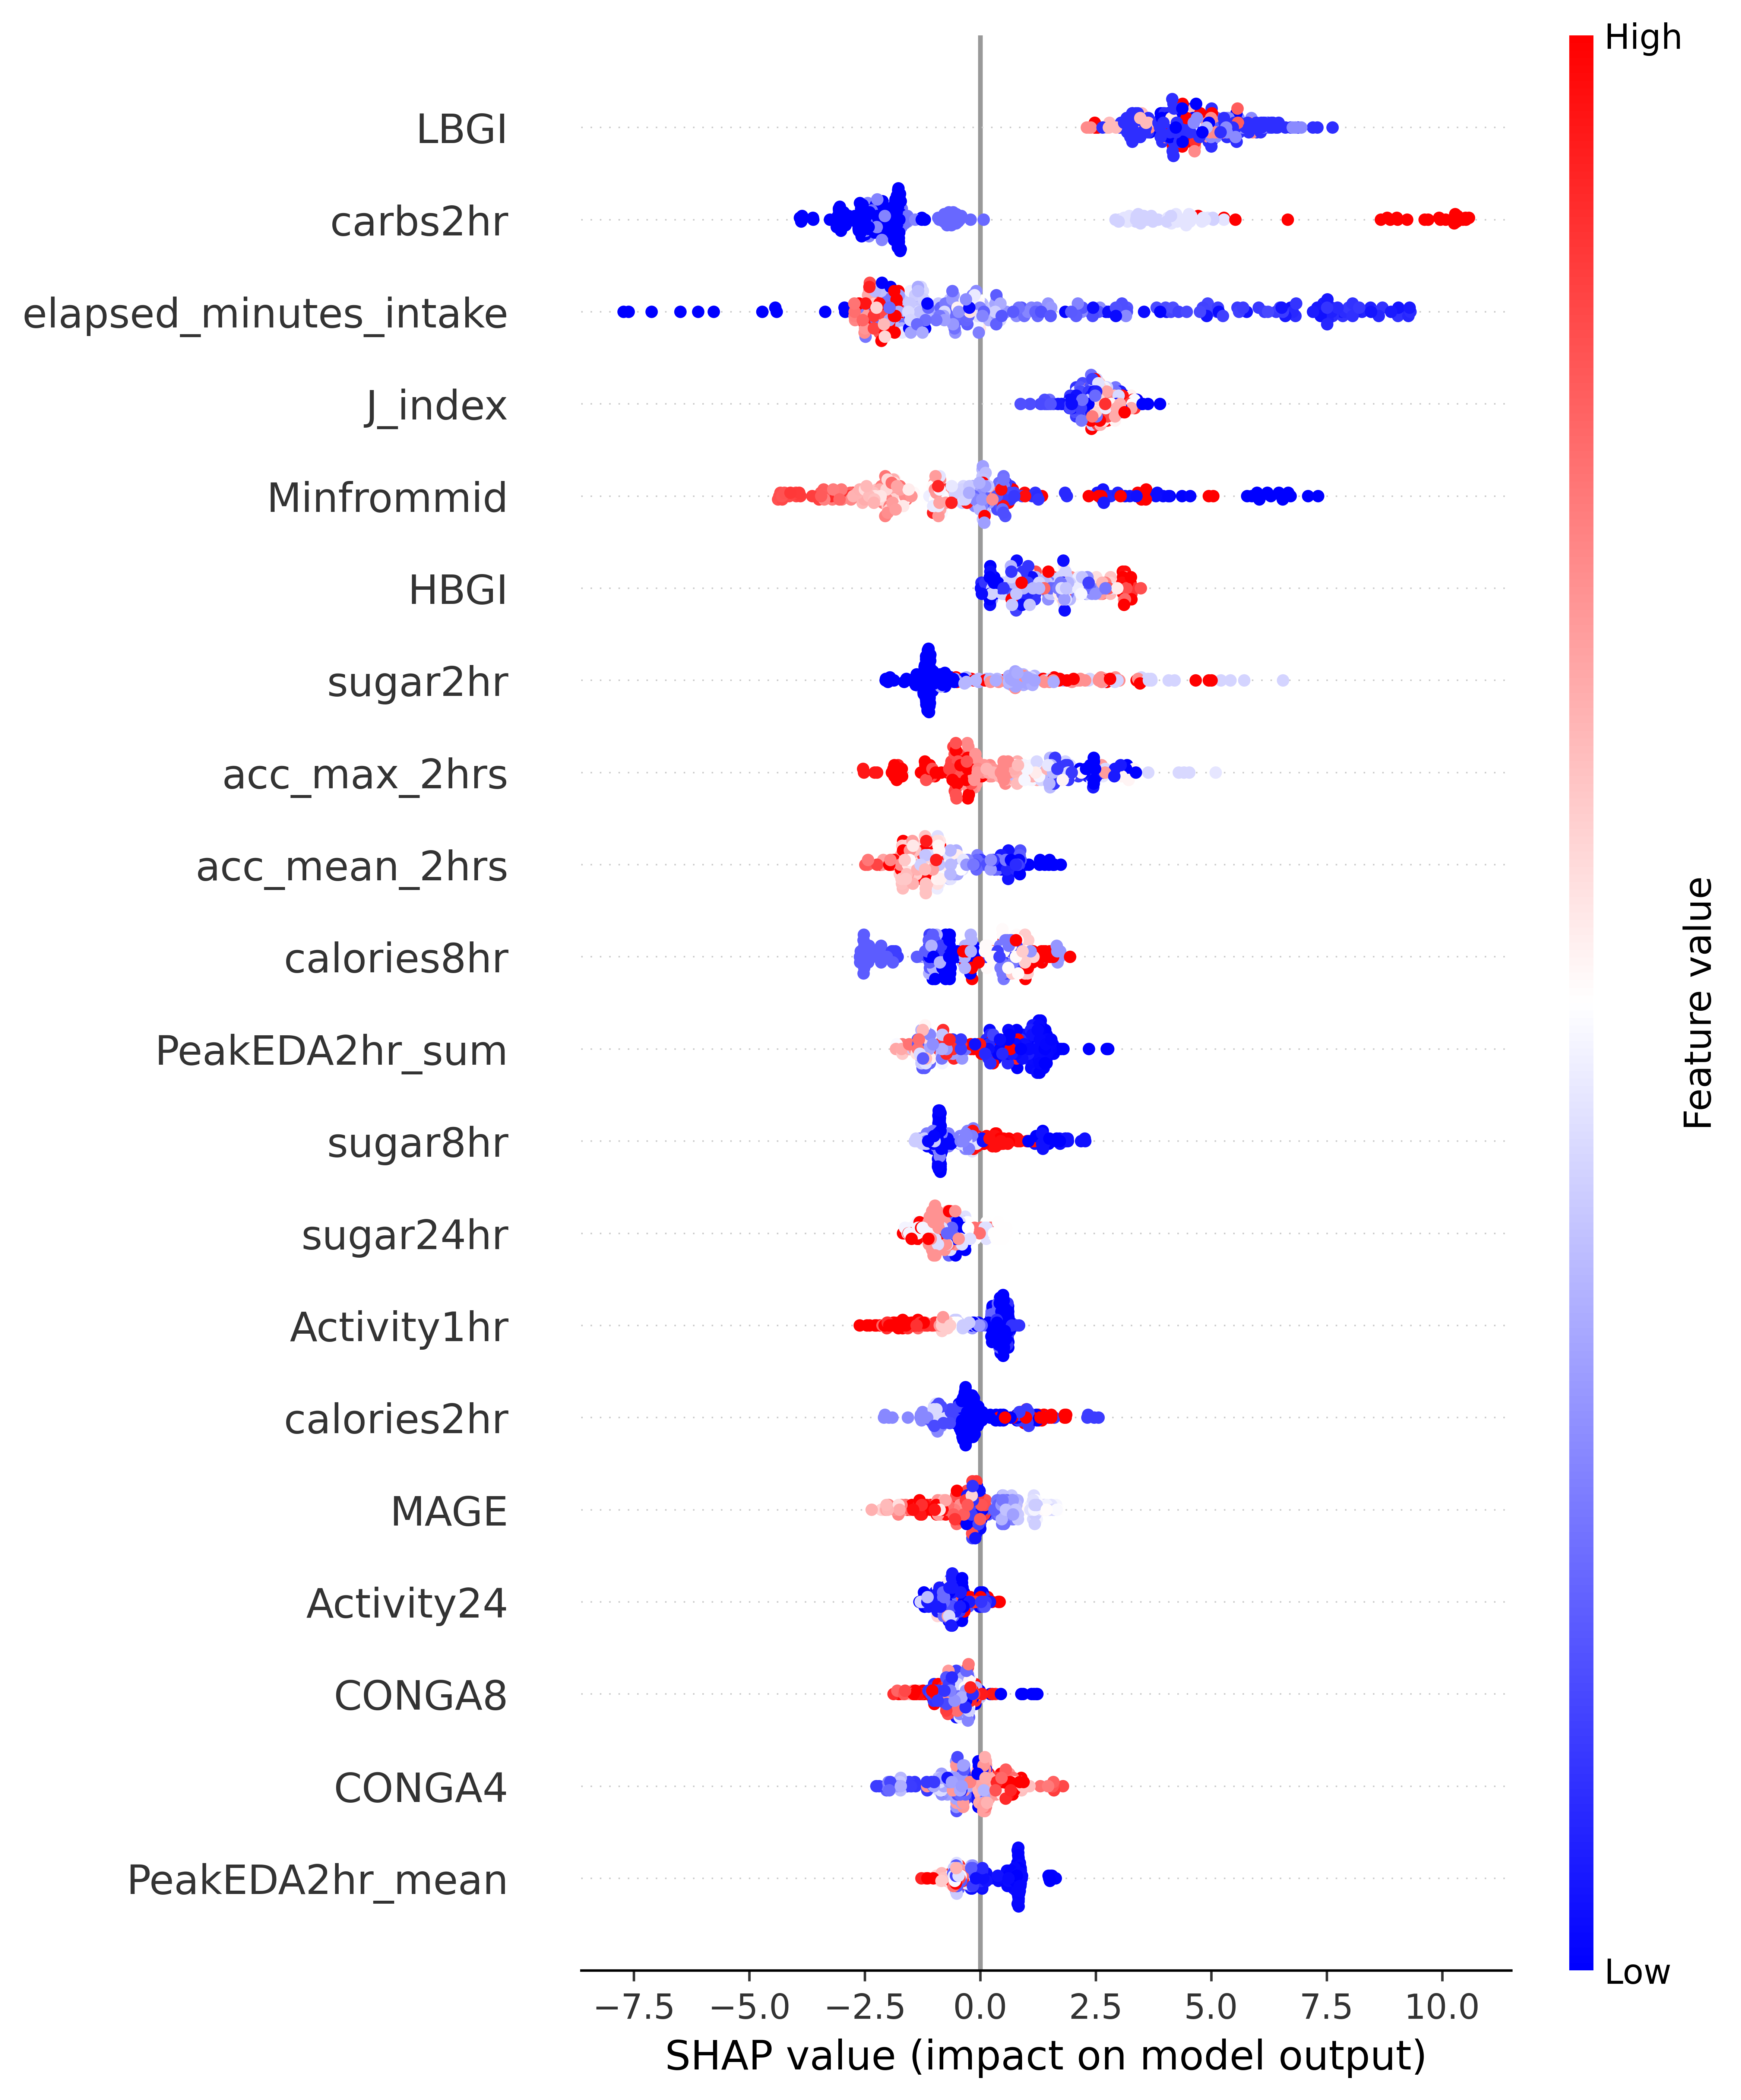 High
LBGI
carbs2hr
elapsed_minutes_intake
J_index
Minfrommid
HBGI
sugar2hr
acc_max_2hrs
acc_mean_2hrs
calories8hr
PeakEDA2hr_sum
sugar8hr
sugar24hr
Activity1hr
calories2hr
MAGE
Activity24
CONGA8
CONGA4
PeakEDA2hr_mean
Feature value
Low
−7.5 −5.0 −2.5 0.0 2.5 5.0 7.5 10.0
SHAP value (impact on model output)